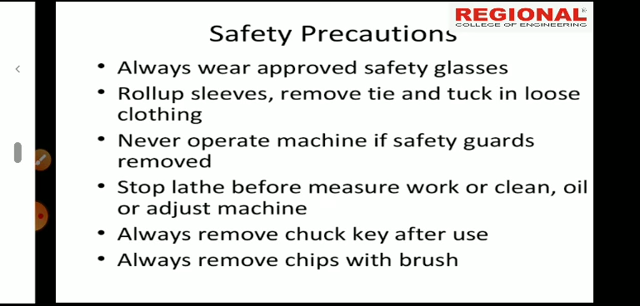 REGIONAL
COLLEGE OF ENGINEERING
Safety Precautions
• Always wear approved safety glasses
• Rollup sleeves, remove tie and tuck in loose
clothing
• Never operate machine if safety guards
removed
• Stop lathe before measure work or clean, oil
or adjust machine
• Always remove chuck key after use
• Always remove chips with brush